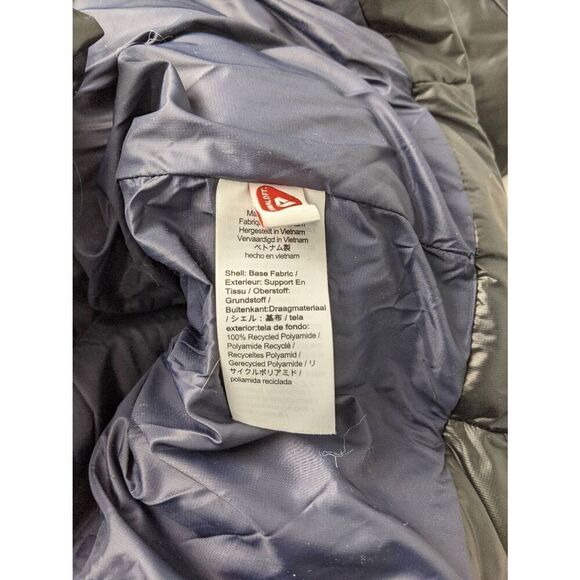 Hergestelt in Vietnam
Vervaardigd in Vietnam
ベトナム製
hecho en vietnam
Shell: Base Fabric /
Exterieur: Support En
Tissu / Oberstoff:
Grundstoff /
Buitenkant:Draagmateriaal
/ シェル：基布 / tela
exterior:tela de fondo:
100% Recycled Polyamide /
Polyamide Recyclé /
Recyceltes Polyamid /
Gerecycled Polyamide / リ
サイクルポリアミド /
poliamida reciclada